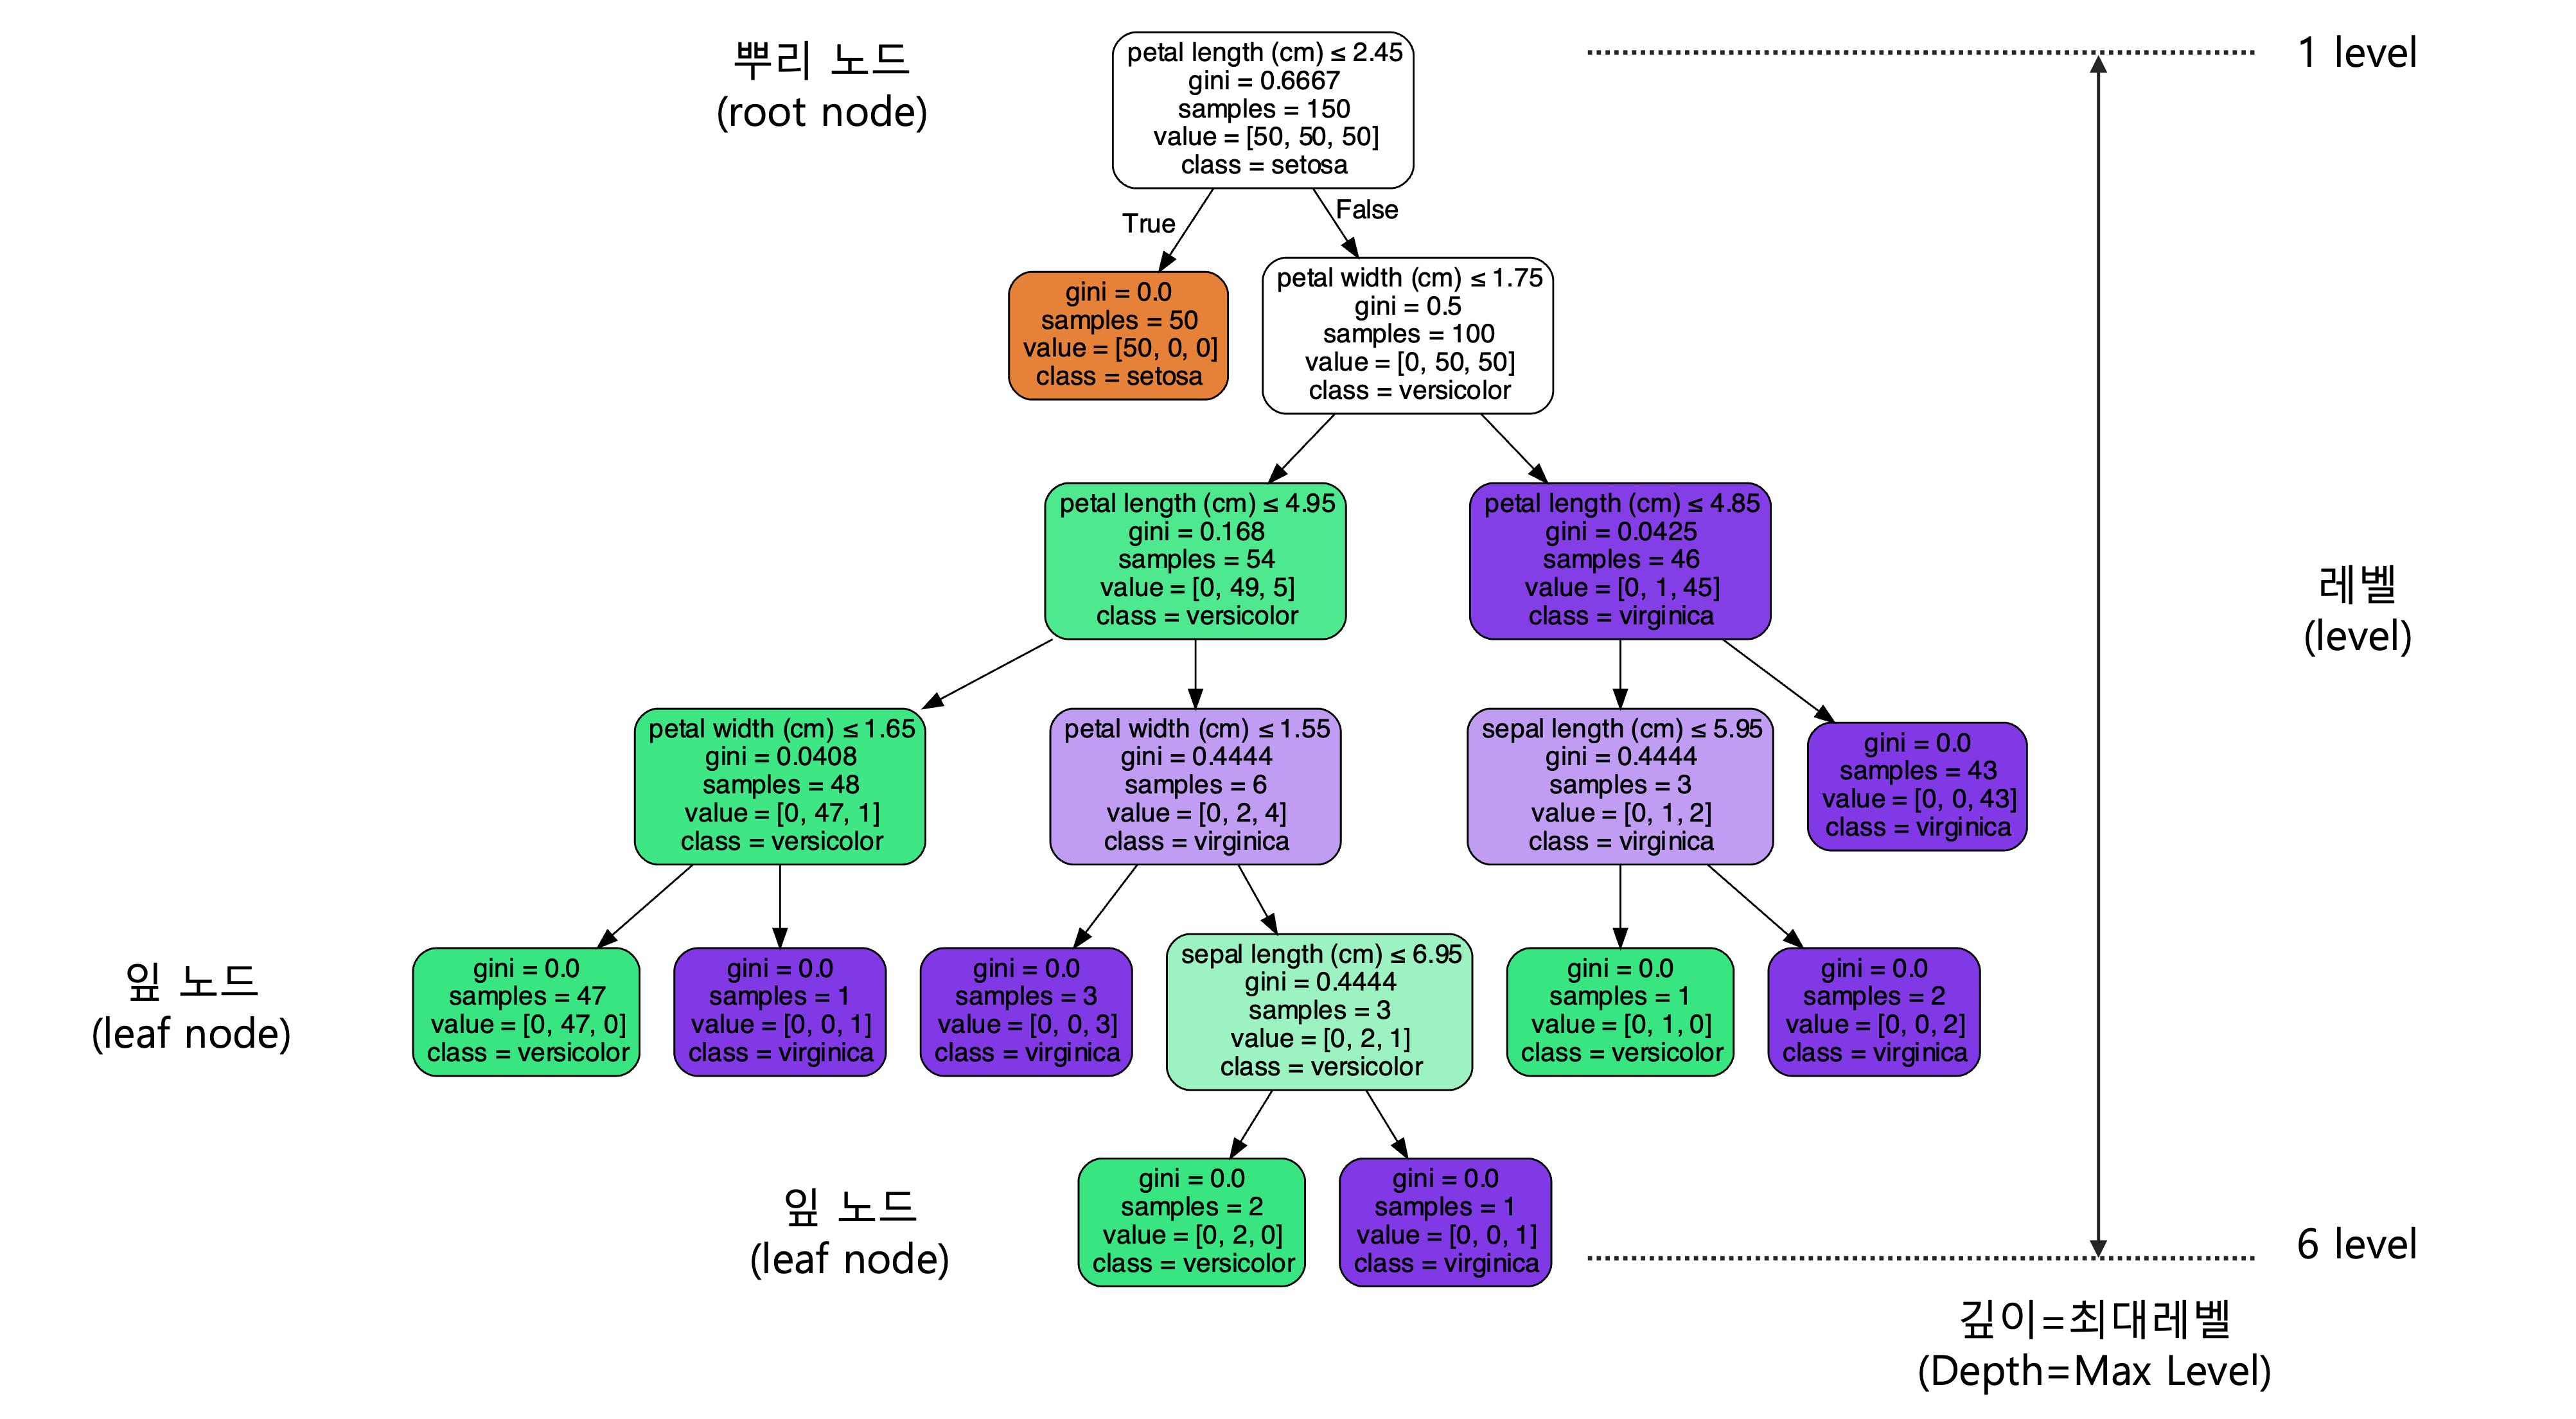 뿌리 노드
(root node)
petal length (cm) ≤ 2.45
gini = 0.6667
samples = 150
value = [50, 50, 50]
class = setosa
1 level
True
False
gini = 0.0
samples = 50
value = [50, 0, 0]
class = setosa
petal width (cm) ≤ 1.75
gini = 0.5
samples = 100
value = [0, 50, 50]
class = versicolor
petal length (cm) ≤ 4.95
gini = 0.168
samples = 54
value = [0, 49, 5]
class = versicolor
petal length (cm) ≤ 4.85
gini = 0.0425
samples = 46
value = [0, 1, 45]
class = virginica
레벨
(level)
petal width (cm) ≤ 1.65
gini = 0.0408
samples = 48
value = [0, 47, 1]
class = versicolor
petal width (cm) ≤ 1.55
gini = 0.4444
samples = 6
value = [0, 2, 4]
class = virginica
sepal length (cm) ≤ 5.95
gini = 0.4444
samples = 3
value = [0, 1, 2]
class = virginica
gini = 0.0
samples = 43
value = [0, 0, 43]
class = virginica
잎 노드
(leaf node)
gini = 0.0
samples = 47
value = [0, 47, 0]
class = versicolor
gini = 0.0
samples = 1
value = [0, 0, 1]
class = virginica
gini = 0.0
samples = 3
value = [0, 0, 3]
class = virginica
sepal length (cm) ≤ 6.95
gini = 0.4444
samples = 3
value = [0, 2, 1]
class = versicolor
gini = 0.0
samples = 1
value = [0, 1, 0]
class = versicolor
gini = 0.0
samples = 2
value = [0, 0, 2]
class = virginica
잎 노드
(leaf node)
gini = 0.0
samples = 2
value = [0, 2, 0]
class = versicolor
gini = 0.0
samples = 1
value = [0, 0, 1]
class = virginica
6 level
깊이=최대레벨
(Depth=Max Level)